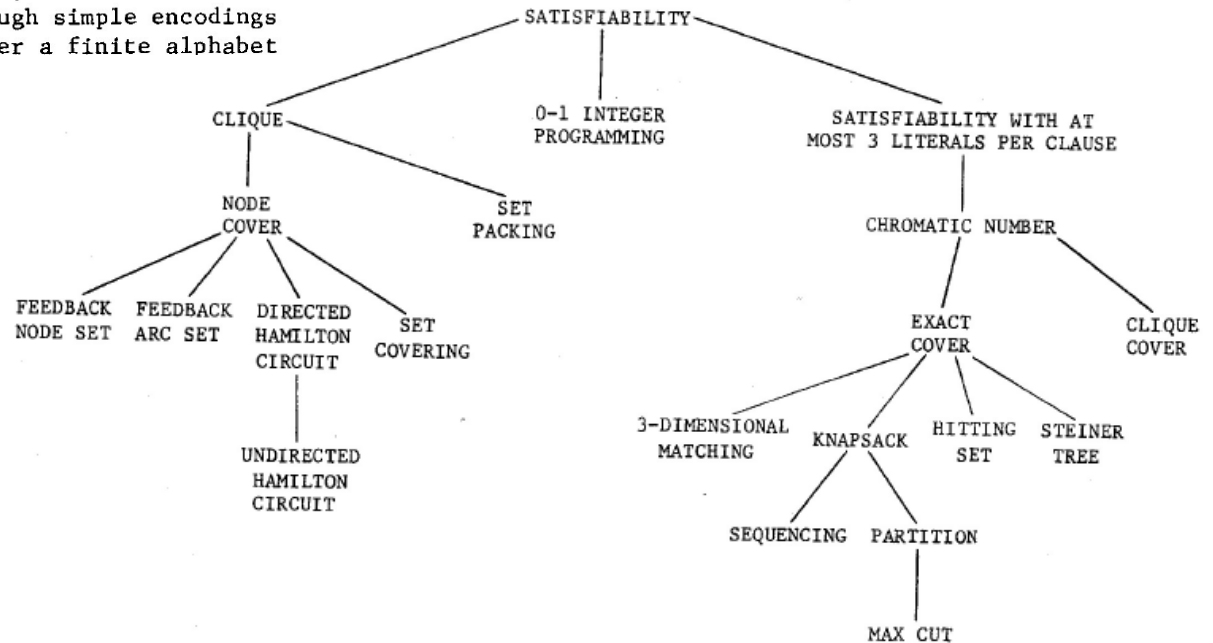 ugh simple encodings
er a finite alphabet
SATISFIABILITY
CLIQUE
0-1 INTEGER
PROGRAMMING
SATISFIABILITY WITH AT
MOST 3 LITERALS PER CLAUSE
NODE
COVER
SET
PACKING
CHROMATIC NUMBER
FEEDBACK
NODE SET
FEEDBACK
ARC SET
DIRECTED
HAMILTON
CIRCUIT
SET
COVERING
EXACT
COVER
CLIQUE
COVER
3-DIMENSIONAL
MATCHING
KNAPSACK
HITTING
SET
STEINER
TREE
UNDIRECTED
HAMILTON
CIRCUIT
SEQUENCING
PARTITION
MAX CUT